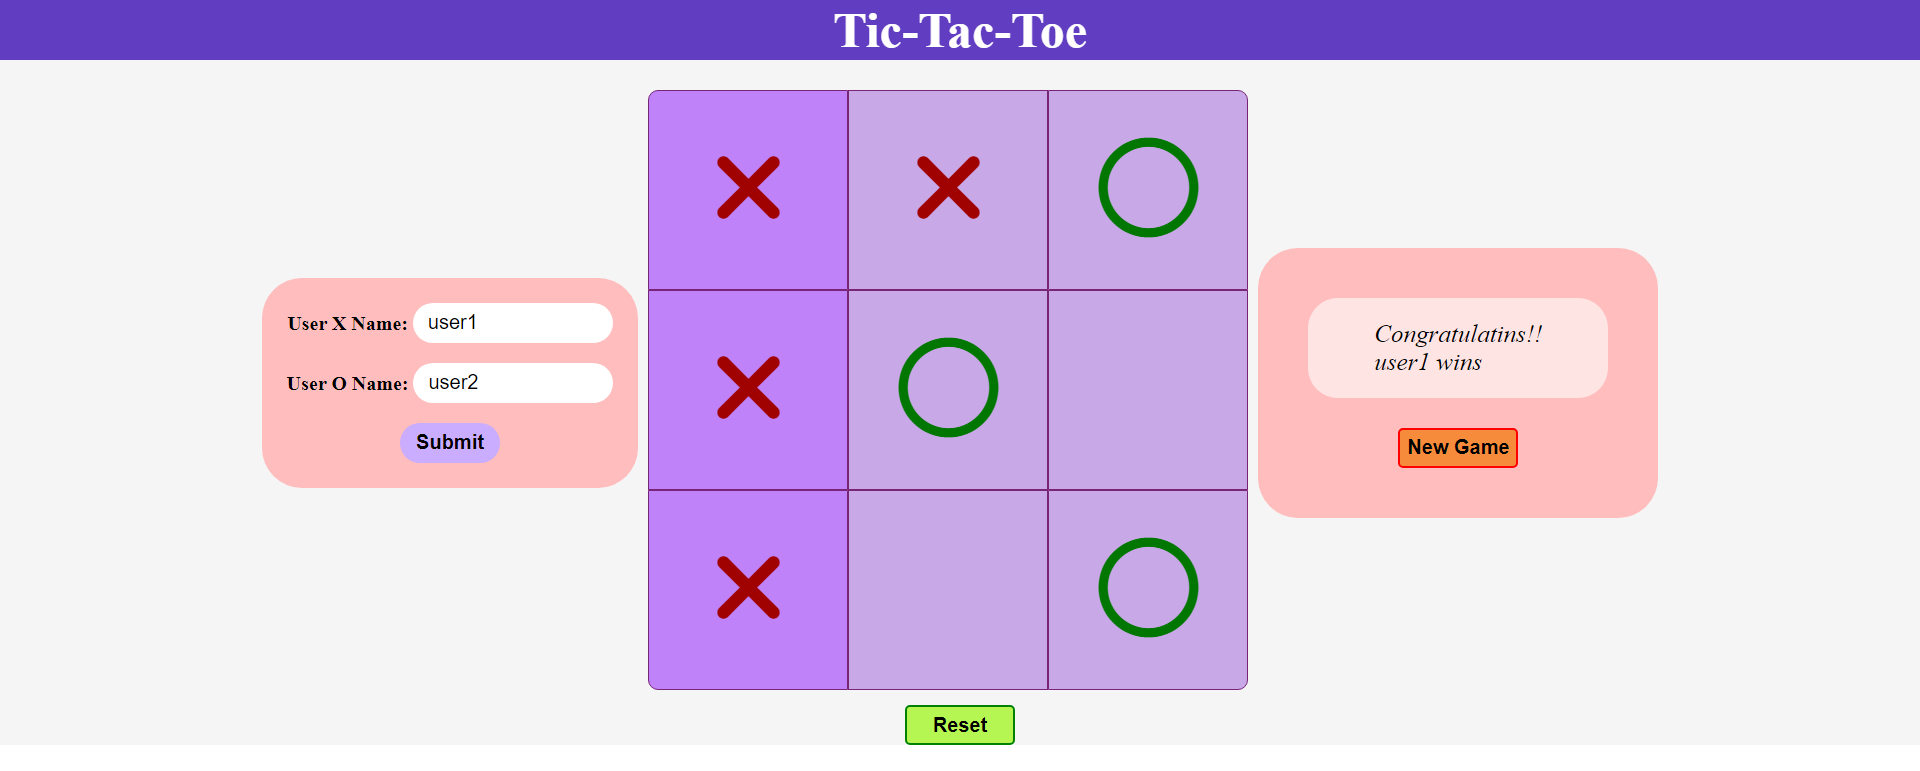 Tic-Tac-Toe
User X Name: user1
User O Name: user2
Submit
Congratulatins!!
user1 wins
New Game
Reset